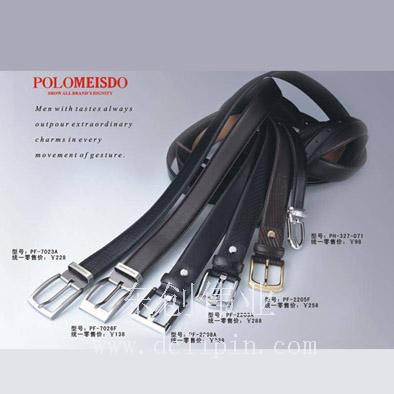 POLOMEISDO
SHOW ALL BRAND'S DIGNITY
Men with tastes always
outpour extraordinary
charms in every
movement of gesture.
型号: PF-7023A
统一零售价: ¥228
型号: PH-327-071
统一零售价: ¥98
型号: PF-2205F
统一零售价: ¥258
统一零售价: ¥288
型号: PF-7026F
统一零售价: ¥138
www.dclipin.com